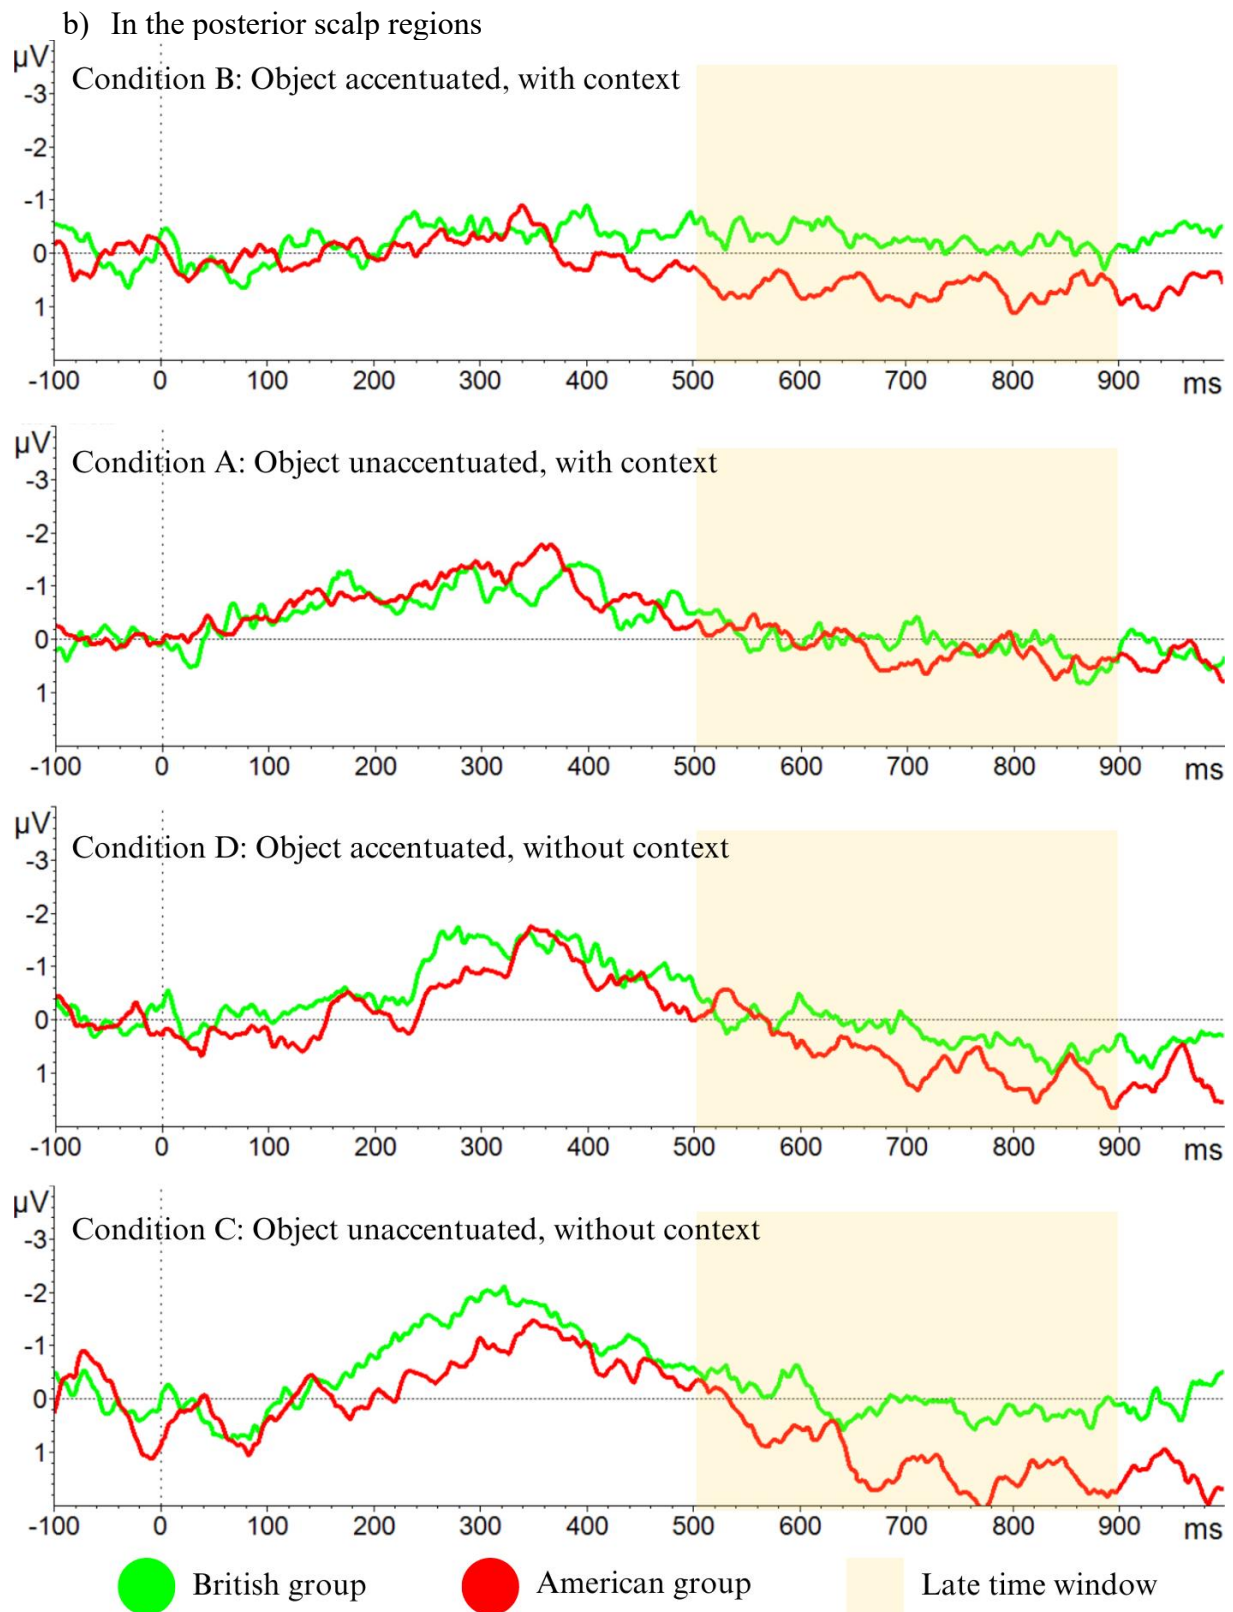 b) In the posterior scalp regions
µV
Condition B: Object accentuated, with context
-3
-2
-1
0
1
-100 0 100 200 300 400 500 600 700 800 900 ms
µV
Condition A: Object unaccentuated, with context
-3
-2
-1
0
1
-100 0 100 200 300 400 500 600 700 800 900 ms
µV
Condition D: Object accentuated, without context
-3
-2
-1
0
1
-100 0 100 200 300 400 500 600 700 800 900 ms
µV
Condition C: Object unaccentuated, without context
-3
-2
-1
0
1
-100 0 100 200 300 400 500 600 700 800 900 ms
British group American group Late time window